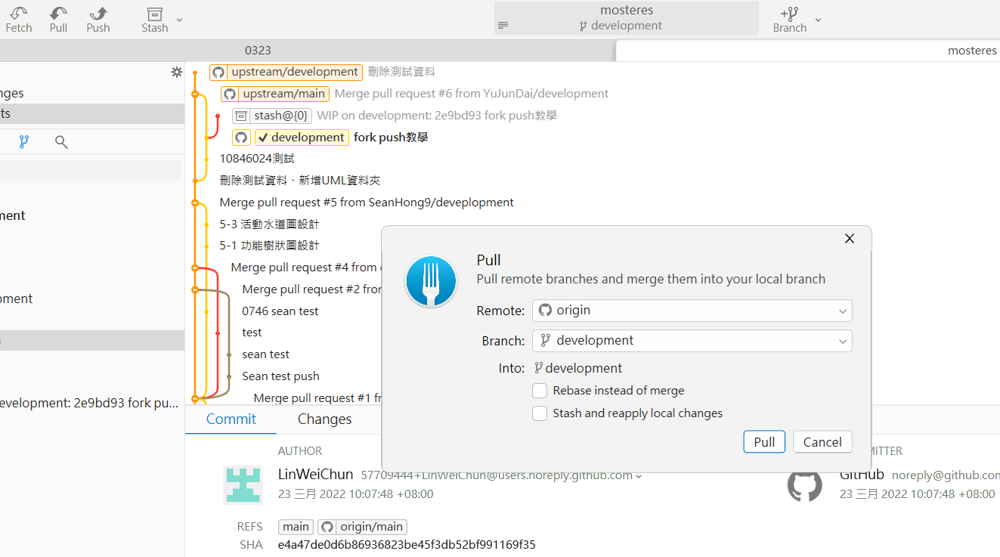 Fetch Pull Push Stash Branch
mosteres
development
0323 mosteres
upstream/development 刪除測試資料
upstream/main Merge pull request #6 from YuJunDai/development
stash@{0} WIP on development: 2e9bd93 fork push教學
development fork push教學
10846024測試
刪除測試資料、新增UML資料夾
Merge pull request #5 from SeanHong9/deveplopment
5-3 活動水道圖設計
5-1 功能樹狀圖設計
Merge pull request #4 from
Merge pull request #2 from
0746 sean test
test
sean test
Sean test push
Merge pull request #1 fr
nges
ts
ment
oment
evelopment: 2e9bd93 fork pu...
Pull
Pull remote branches and merge them into your local branch
Remote: origin
Branch: development
Into: development
Rebase instead of merge
Stash and reapply local changes
Pull Cancel
Commit Changes
AUTHOR MITTER
LinWeiChun 57709444+LinWeiChun@users.noreply.github.com GitHub noreply@github.com
23 三月 2022 10:07:48 +08:00 23 三月 2022 10:07:48 +08:00
REFS main origin/main
SHA e4a47de0d6b86936823be45f3db52bf991169f35